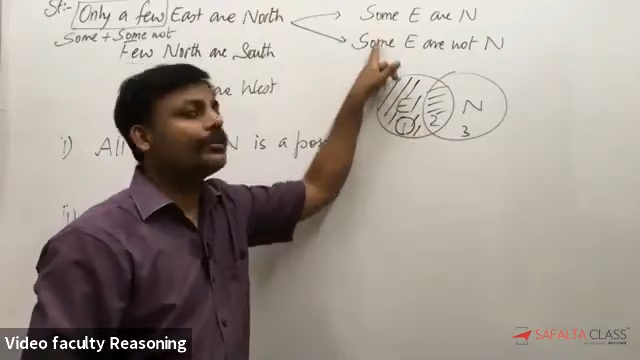 St:- Only a few East are North
Some + Some not
Few North are South
are West
Some E are N
Some E are not N
E
1
2
N
3
i) All N is a pos
Video faculty Reasoning
SAFALTA CLASS